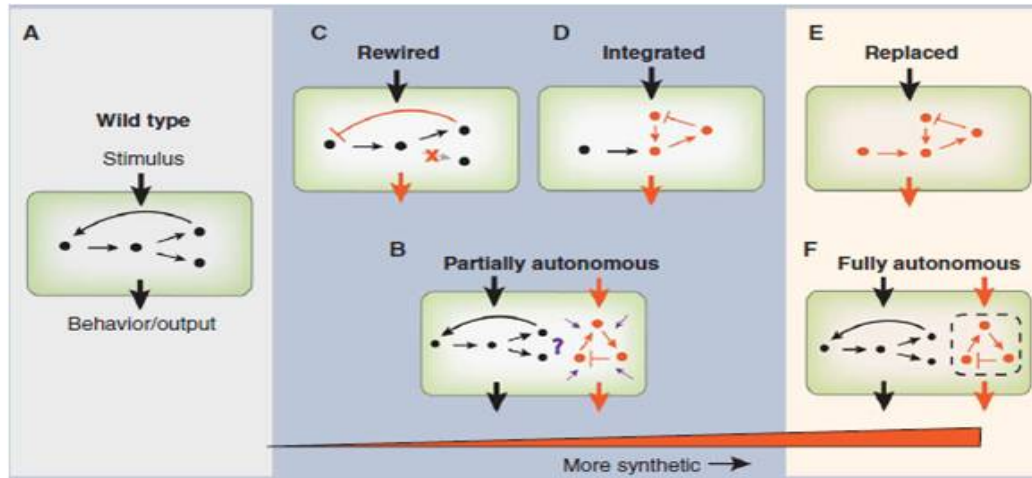 A
Wild type
Stimulus
Behavior/output
C
Rewired
x
D
Integrated
B
Partially autonomous
?
E
Replaced
F
Fully autonomous
More synthetic